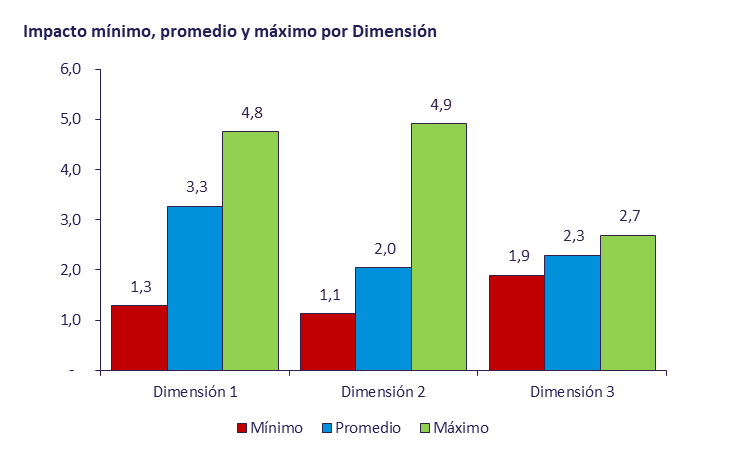 Impacto mínimo, promedio y máximo por Dimensión
6,0
5,0
4,0
3,0
2,0
1,0
-
1,3
3,3
4,8
1,1
2,0
4,9
1,9
2,3
2,7
Dimensión 1
Dimensión 2
Dimensión 3
Mínimo
Promedio
Máximo